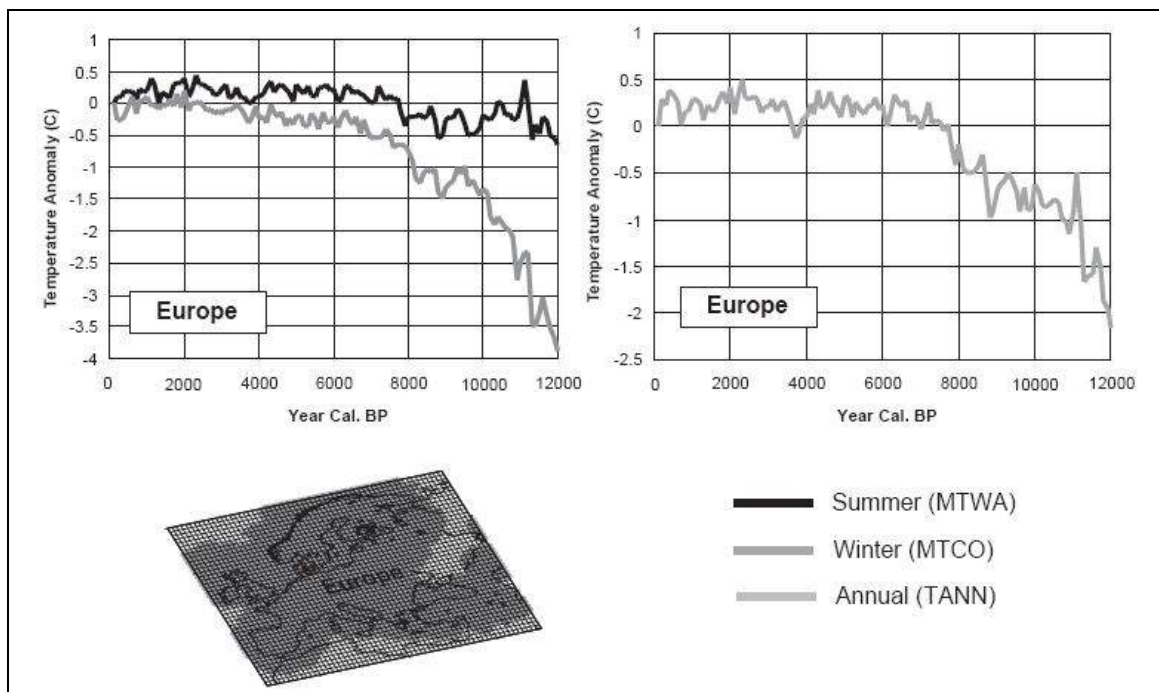 1
0.5
0
-0.5
-1
-1.5
-2
-2.5
-3
-3.5
-4
Temperature Anomaly (C)
Europe
0 2000 4000 6000 8000 10000 12000
Year Cal. BP
1
0.5
0
-0.5
-1
-1.5
-2
-2.5
Temperature Anomaly (C)
Europe
0 2000 4000 6000 8000 10000 12000
Year Cal. BP
Europe
Summer (MTWA)
Winter (MTCO)
Annual (TANN)